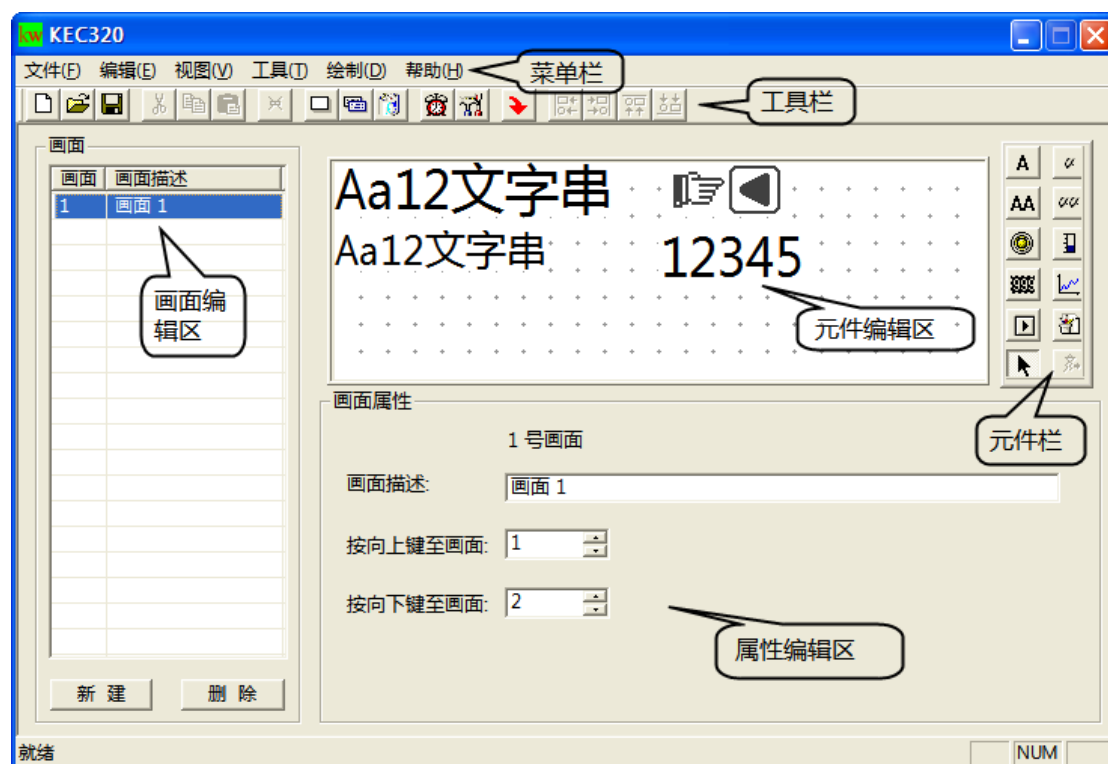 kw KEC320
文件(F) 编辑(E) 视图(V) 工具(T) 绘制(D) 帮助(H)
菜单栏
工具栏
画面
画面 画面描述
1 画面 1
画面编
辑区
新 建 删 除
Aa12文字串
Aa12文字串
12345
元件编辑区
A α
AA αα
元件栏
画面属性
1 号画面
画面描述: 画面 1
按向上键至画面: 1
按向下键至画面: 2
属性编辑区
就绪
NUM